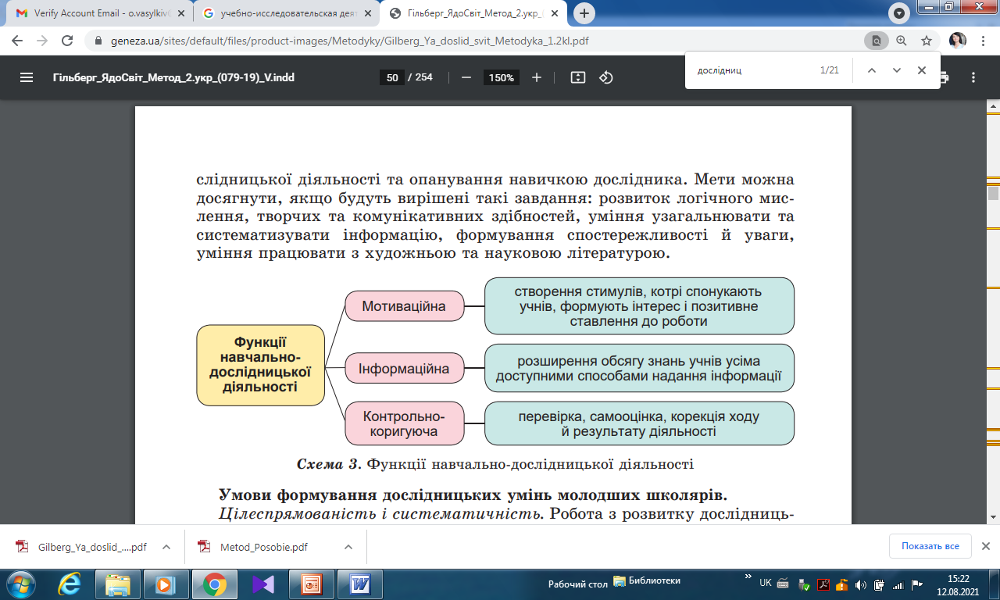 Verify Account Email - o.vasylkiv
учебно-исследовательская деят
Гільберг_ЯдоСвіт_Метод_2.укр_
geneza.ua/sites/default/files/product-images/Metodyky/Gilberg_Ya_doslid_svit_Metodyka_1.2kl.pdf
Гільберг_ЯдоСвіт_Метод_2.укр_(079-19)_V.indd
50 / 254
150%
дослідниц
1/21
слідницької діяльності та опанування навичкою дослідника. Мети можна
досягнути, якщо будуть вирішені такі завдання: розвиток логічного мис-
лення, творчих та комунікативних здібностей, уміння узагальнювати та
систематизувати інформацію, формування спостережливості й уваги,
уміння працювати з художньою та науковою літературою.
Функції
навчально-
дослідницької
діяльності
Мотиваційна
створення стимулів, котрі спонукають
учнів, формують інтерес і позитивне
ставлення до роботи
Інформаційна
розширення обсягу знань учнів усіма
доступними способами надання інформації
Контрольно-
коригуюча
перевірка, самооцінка, корекція ходу
й результату діяльності
Схема 3. Функції навчально-дослідницької діяльності
Умови формування дослідницьких умінь молодших школярів.
Цілеспрямованість і систематичність. Робота з розвитку дослідниць-
Gilberg_Ya_doslid_....pdf
Metod_Posobie.pdf
Показать все
Рабочий стол
Библиотеки
UK
15:22
12.08.2021